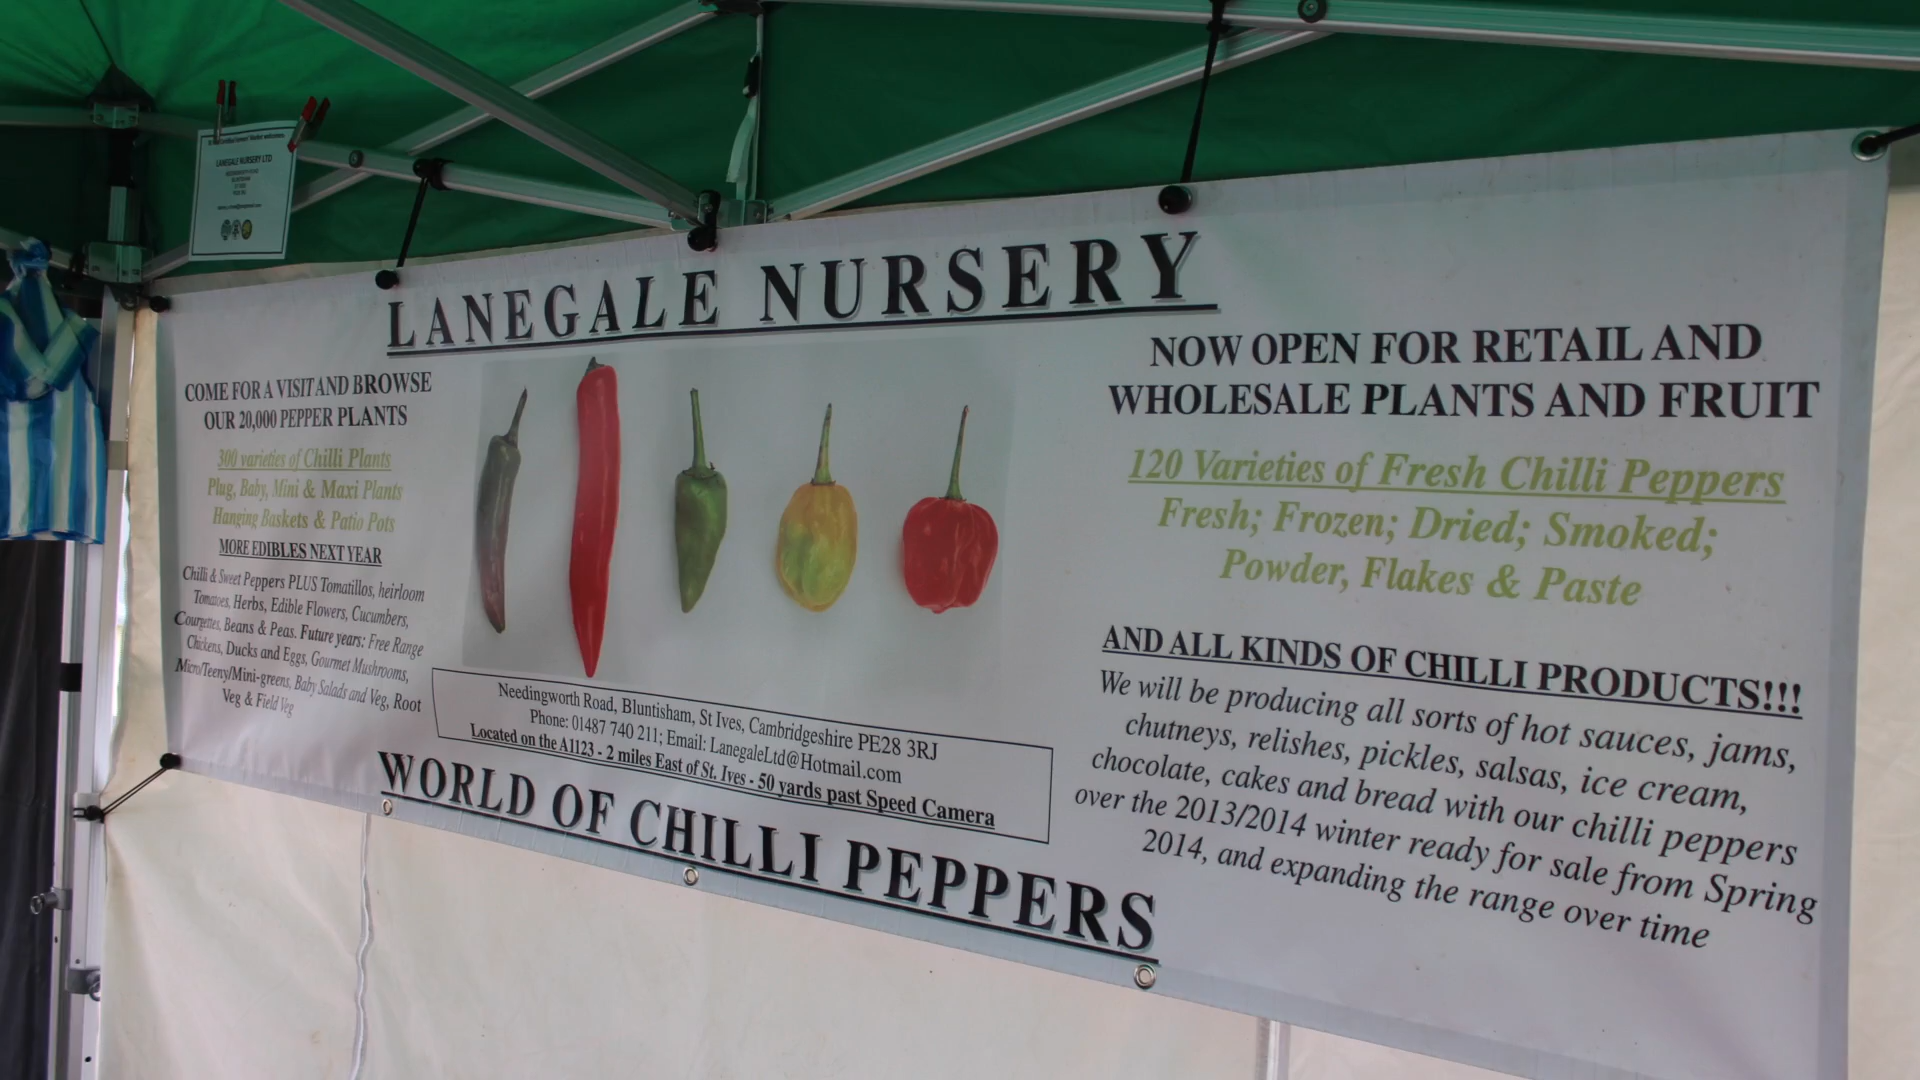 LANEGALE NURSERY LTD
LANEGALE NURSERY
COME FOR A VISIT AND BROWSE
OUR 20,000 PEPPER PLANTS
300 varieties of Chilli Plants
Plug, Baby, Mini & Maxi Plants
Hanging Baskets & Patio Pots
MORE EDIBLES NEXT YEAR
Chilli & Sweet Peppers PLUS Tomatillos, heirloom
Tomatoes, Herbs, Edible Flowers, Cucumbers,
Courgettes, Beans & Peas. Future years: Free Range
Chickens, Ducks and Eggs, Gourmet Mushrooms,
Micro/Teeny/Mini-greens, Baby Salads and Veg, Root
Veg & Field Veg
Needingworth Road, Bluntisham, St Ives, Cambridgeshire PE28 3RJ
Phone: 01487 740 211; Email: LanegaleLtd@Hotmail.com
Located on the A1123 - 2 miles East of St. Ives - 50 yards past Speed Camera
WORLD OF CHILLI PEPPERS
NOW OPEN FOR RETAIL AND
WHOLESALE PLANTS AND FRUIT
120 Varieties of Fresh Chilli Peppers
Fresh; Frozen; Dried; Smoked;
Powder, Flakes & Paste
AND ALL KINDS OF CHILLI PRODUCTS!!!
We will be producing all sorts of hot sauces, jams,
chutneys, relishes, pickles, salsas, ice cream,
chocolate, cakes and bread with our chilli peppers
over the 2013/2014 winter ready for sale from Spring
2014, and expanding the range over time